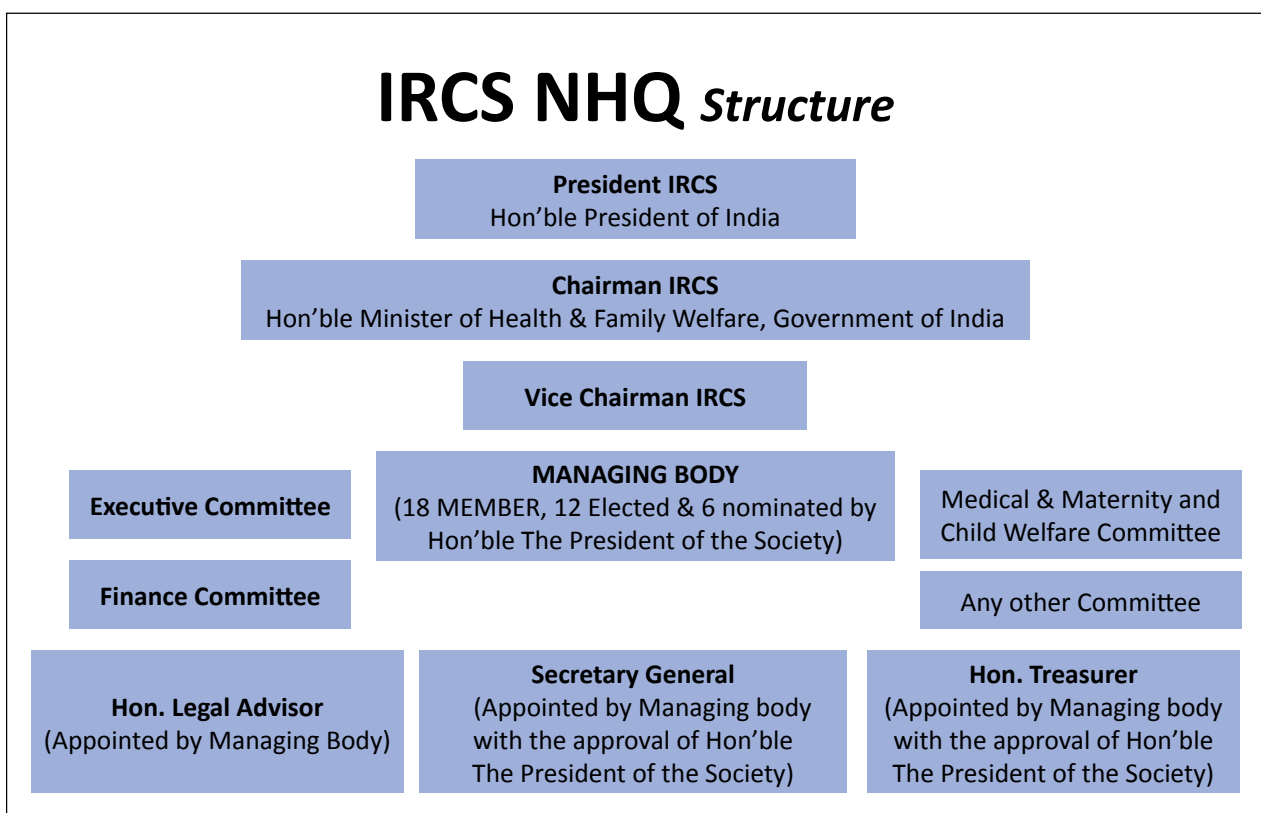 IRCS NHQ Structure
President IRCS
Hon’ble President of India
Chairman IRCS
Hon’ble Minister of Health & Family Welfare, Government of India
Vice Chairman IRCS
Executive Committee
Finance Committee
MANAGING BODY
(18 MEMBER, 12 Elected & 6 nominated by
Hon’ble The President of the Society)
Medical & Maternity and
Child Welfare Committee
Any other Committee
Hon. Legal Advisor
(Appointed by Managing Body)
Secretary General
(Appointed by Managing body
with the approval of Hon’ble
The President of the Society)
Hon. Treasurer
(Appointed by Managing body
with the approval of Hon’ble
The President of the Society)